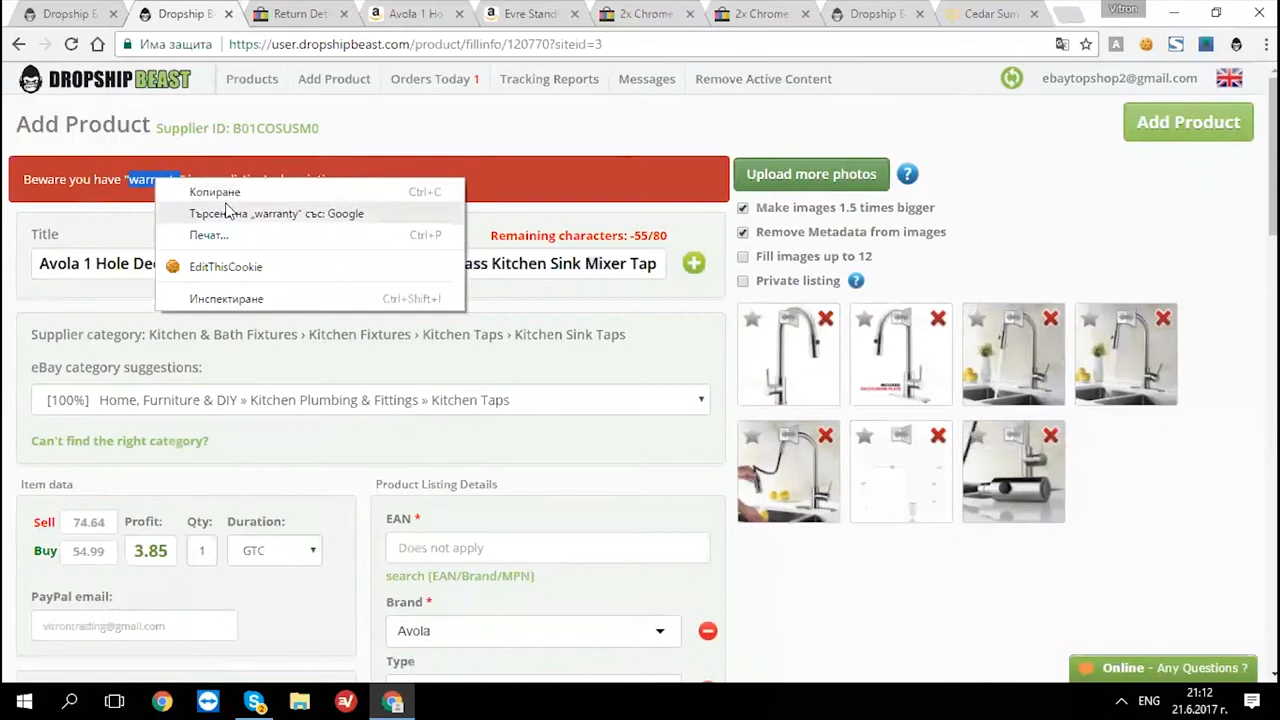 Dropship B
Dropship B
Return Det
Avola 1 Ho
Evre Stand
2x Chrome
2x Chrome
Dropship B
Cedar Sum
Vitron
Има защита
https://user.dropshipbeast.com/product/fillinfo/120770?siteid=3
DROPSHIPBEAST
Products
Add Product
Orders Today 1
Tracking Reports
Messages
Remove Active Content
ebaytopshop2@gmail.com
Add Product Supplier ID: B01COSUSM0
Add Product
Beware you have "warranty"
Копиране Ctrl+C
Търсене на „warranty“ със: Google
Печат... Ctrl+P
EditThisCookie
Инспектиране Ctrl+Shift+I
Title
Remaining characters: -55/80
Avola 1 Hole De
ass Kitchen Sink Mixer Tap
Supplier category: Kitchen & Bath Fixtures › Kitchen Fixtures › Kitchen Taps › Kitchen Sink Taps
eBay category suggestions:
[100%] Home, Furniture & DIY » Kitchen Plumbing & Fittings » Kitchen Taps
Can't find the right category?
Item data
Sell 74.64 Profit: Qty: Duration:
Buy 54.99 3.85 1 GTC
PayPal email:
vitrontrading@gmail.com
Product Listing Details
EAN *
Does not apply
search [EAN/Brand/MPN]
Brand *
Avola
Type
Upload more photos ?
Make images 1.5 times bigger
Remove Metadata from images
Fill images up to 12
Private listing ?
Online - Any Questions ?
ENG
21:12
21.6.2017 г.